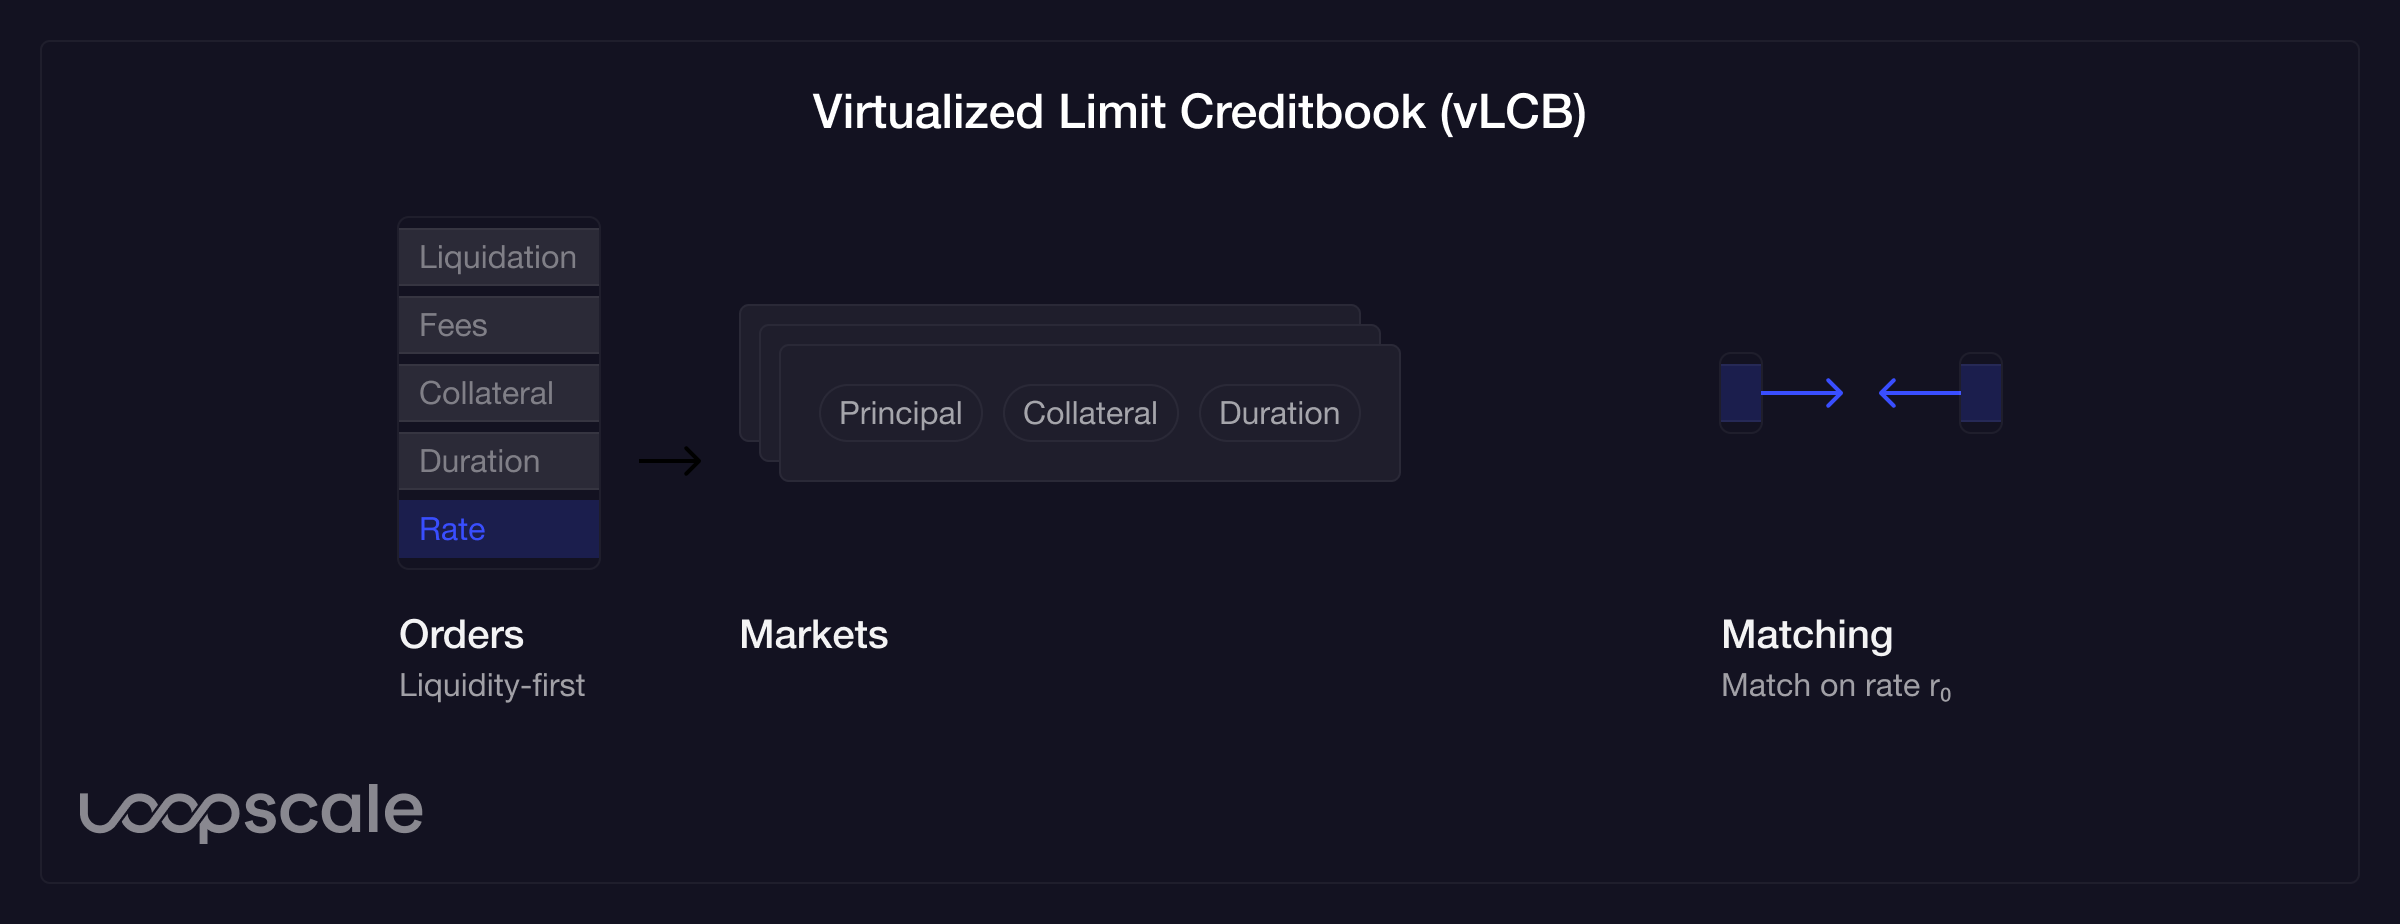 Virtualized Limit Creditbook (vLCB)
Liquidation
Fees
Collateral
Duration
Rate
Principal Collateral Duration
Orders
Liquidity-first
Markets
Matching
Match on rate r₀
loopscale